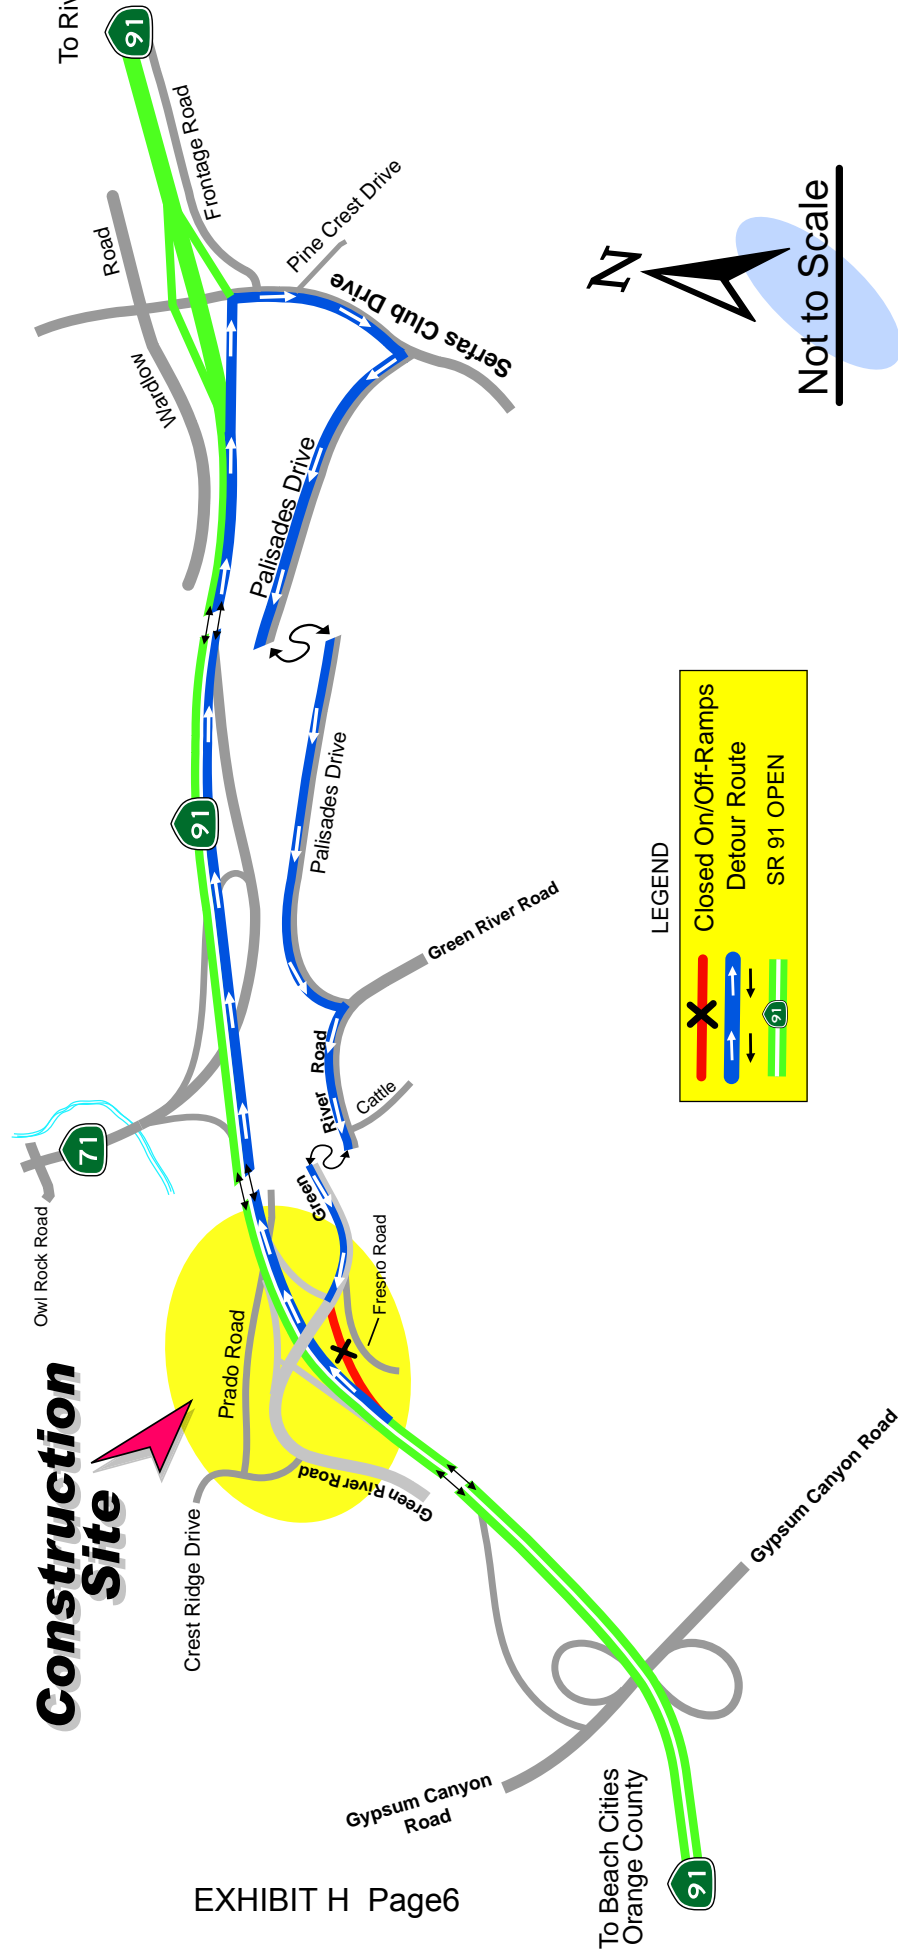 Construction
Site
Owl Rock Road
71
Crest Ridge Drive
Prado Road
Green River Road
Fresno Road
Green
River Road
Cattle
Green River Road
Palisades Drive
Palisades Drive
91
Wardlow
Road
Frontage Road
Pine Crest Drive
Serfas Club Drive
91
To
Gypsum Canyon
Road
Gypsum Canyon Road
To Beach Cities
Orange County
91
N
Not to Scale
LEGEND
Closed On/Off-Ramps
Detour Route
91
SR 91 OPEN
EXHIBIT H Page6